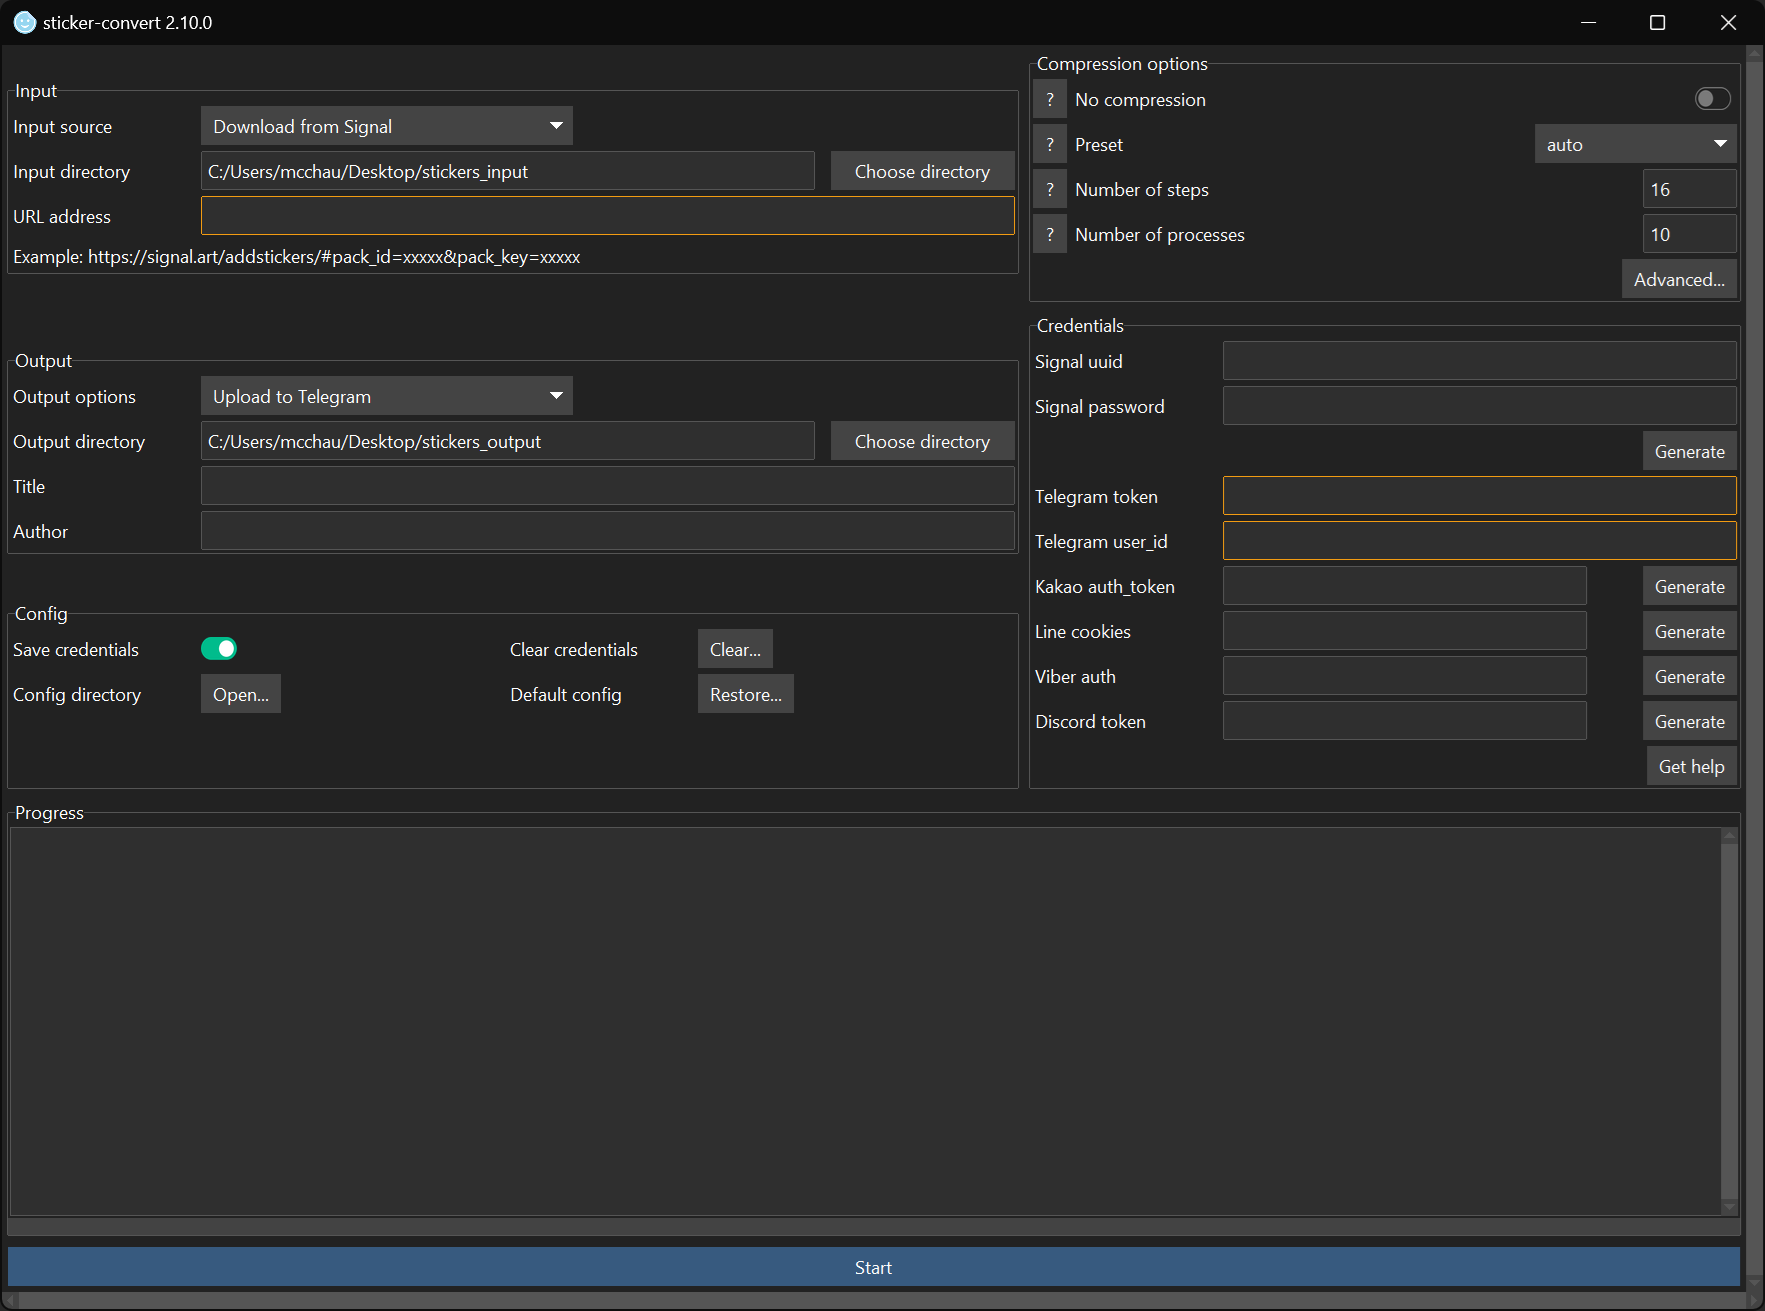 sticker-convert 2.10.0
Input
Input source
Download from Signal
Input directory
C:/Users/mcchau/Desktop/stickers_input
Choose directory
URL address
Example: https://signal.art/addstickers/#pack_id=xxxxx&pack_key=xxxxx
Output
Output options
Upload to Telegram
Output directory
C:/Users/mcchau/Desktop/stickers_output
Choose directory
Title
Author
Config
Save credentials
Clear credentials
Clear...
Config directory
Open...
Default config
Restore...
Compression options
? No compression
? Preset
auto
? Number of steps
16
? Number of processes
10
Advanced...
Credentials
Signal uuid
Signal password
Generate
Telegram token
Telegram user_id
Kakao auth_token
Generate
Line cookies
Generate
Viber auth
Generate
Discord token
Generate
Get help
Progress
Start